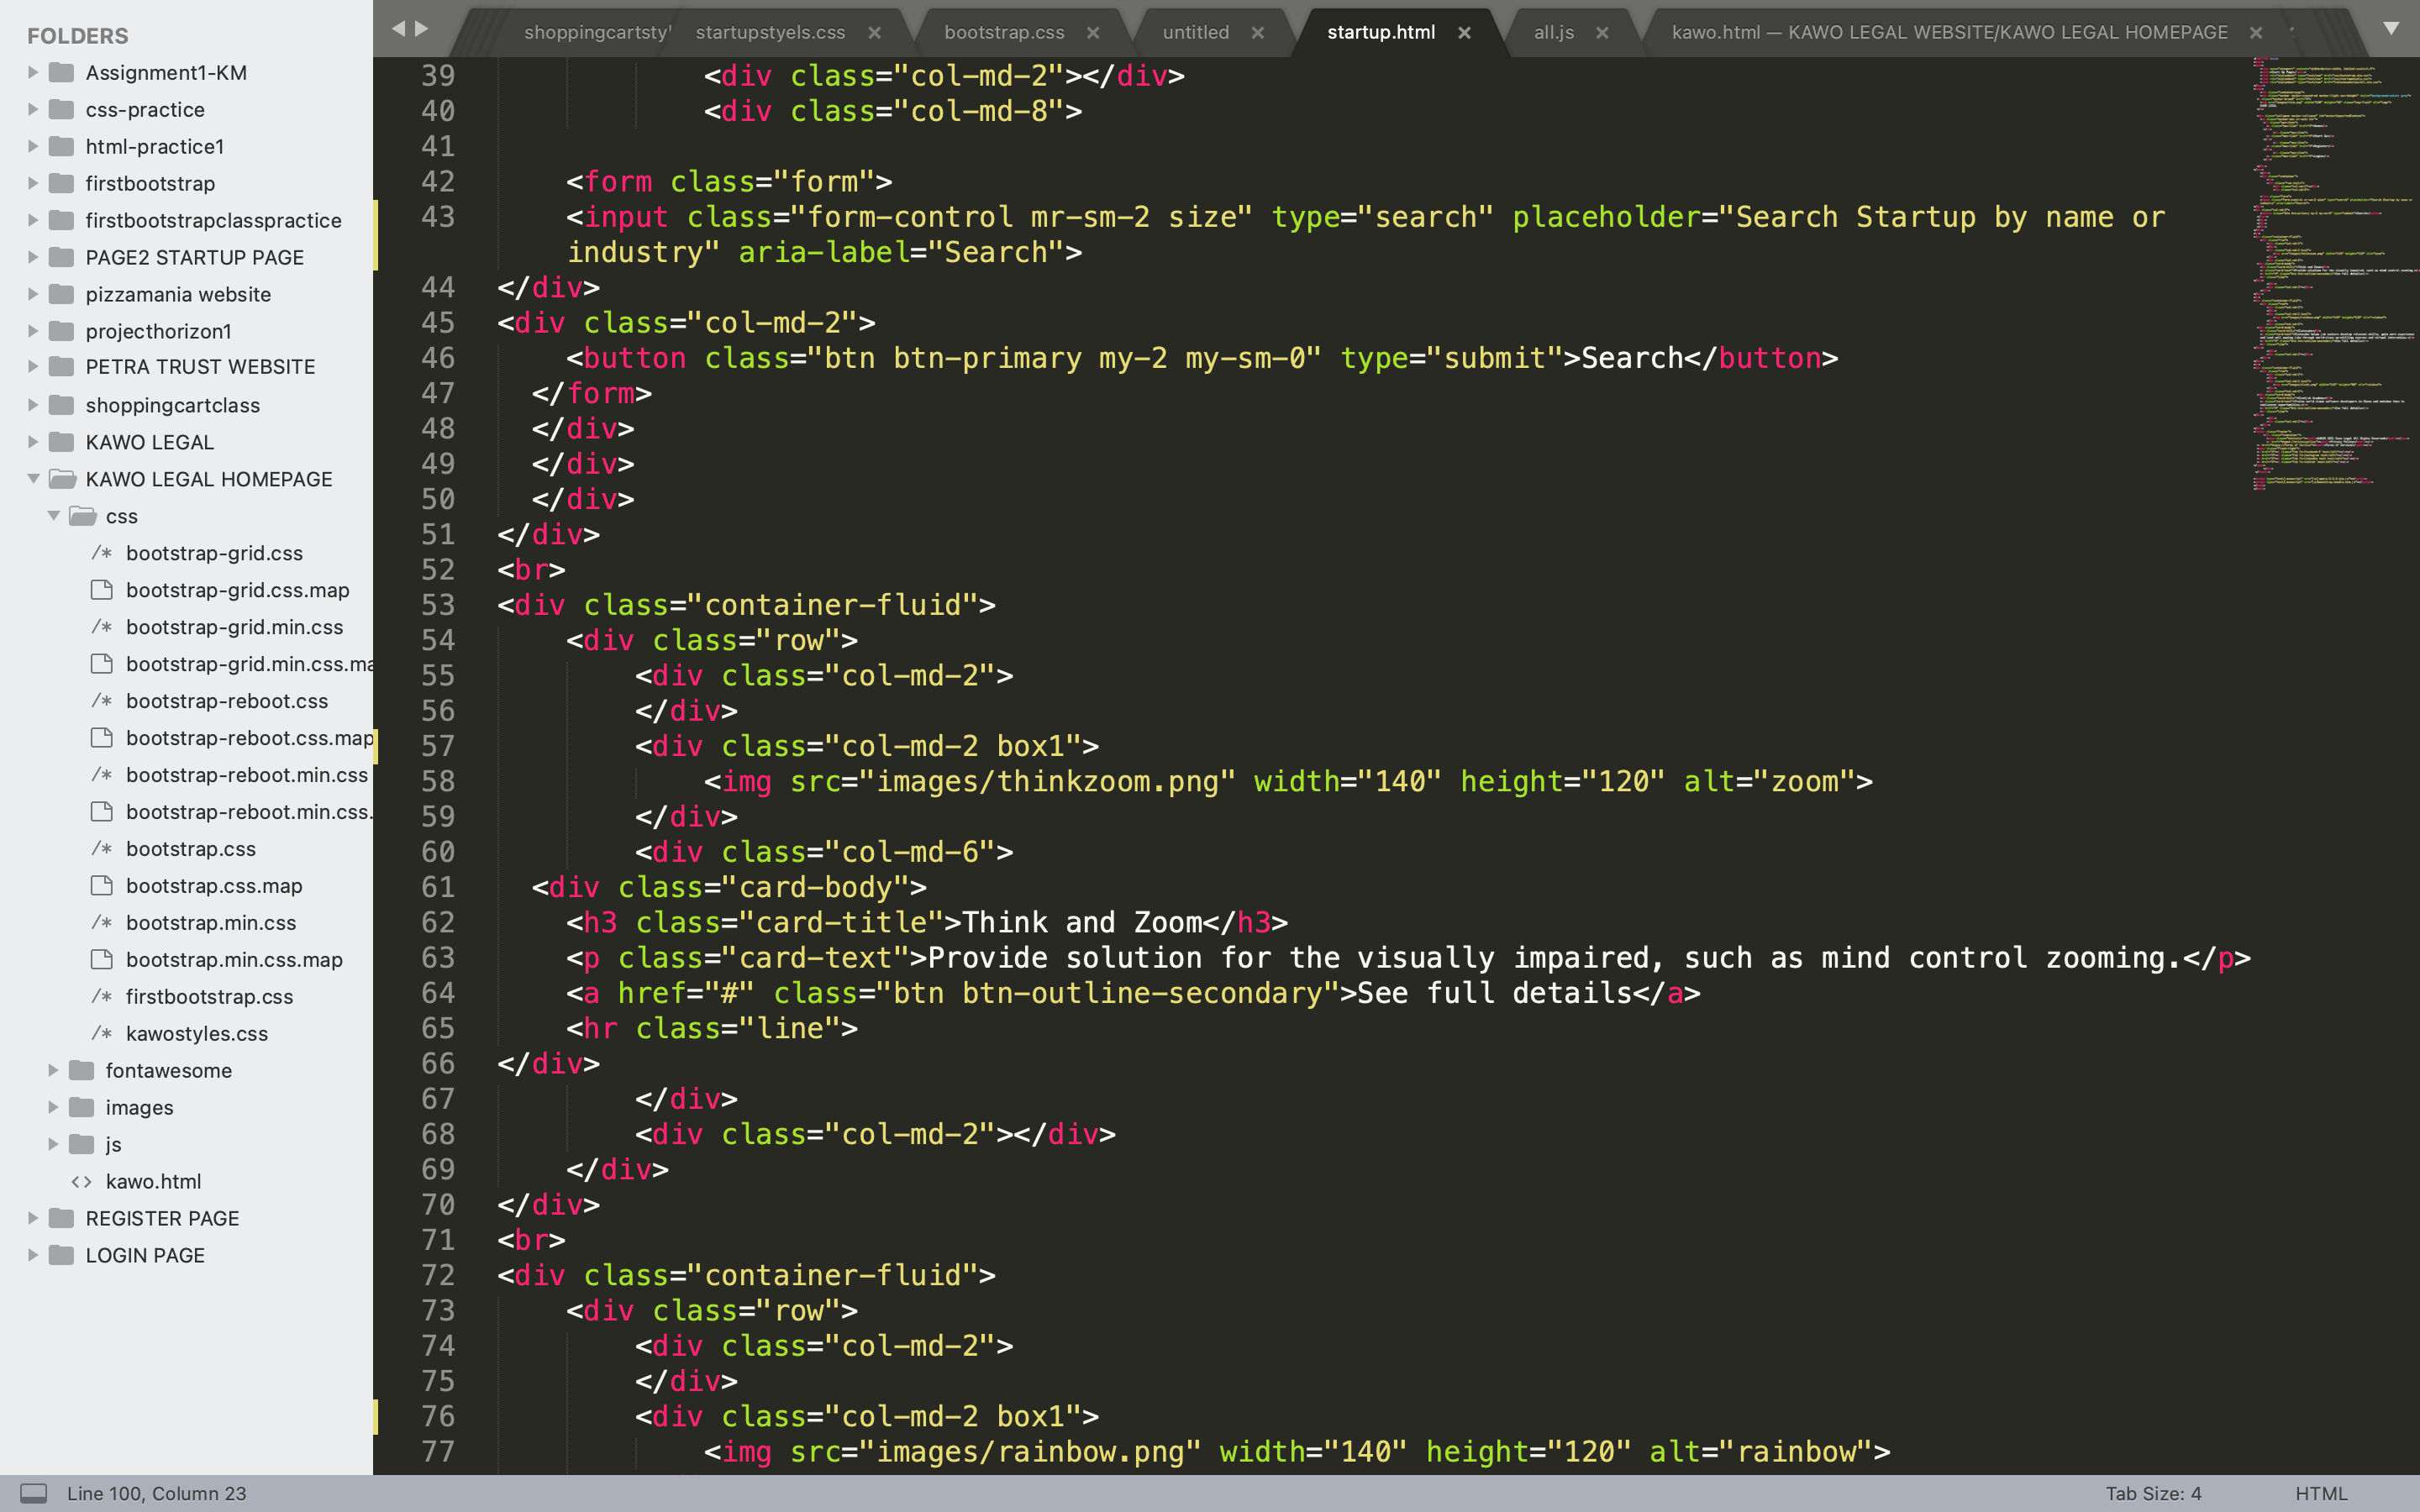 FOLDERS
Assignment1-KM
css-practice
html-practice1
firstbootstrap
firstbootstrapclasspractice
PAGE2 STARTUP PAGE
pizzamania website
projecthorizon1
PETRA TRUST WEBSITE
shoppingcartclass
KAWO LEGAL
KAWO LEGAL HOMEPAGE
css
/* bootstrap-grid.css
bootstrap-grid.css.map
/* bootstrap-grid.min.css
bootstrap-grid.min.css.ma
/* bootstrap-reboot.css
bootstrap-reboot.css.map
/* bootstrap-reboot.min.css
bootstrap-reboot.min.css.
/* bootstrap.css
bootstrap.css.map
/* bootstrap.min.css
bootstrap.min.css.map
/* firstbootstrap.css
/* kawostyles.css
fontawesome
images
js
<> kawo.html
REGISTER PAGE
LOGIN PAGE
shoppingcartsty startupstyels.css × bootstrap.css × untitled × startup.html × all.js × kawo.html — KAWO LEGAL WEBSITE/KAWO LEGAL HOMEPAGE ×
39 <div class="col-md-2"></div>
40 <div class="col-md-8">
41
42 <form class="form">
43 <input class="form-control mr-sm-2 size" type="search" placeholder="Search Startup by name or
industry" aria-label="Search">
44 </div>
45 <div class="col-md-2">
46 <button class="btn btn-primary my-2 my-sm-0" type="submit">Search</button>
47 </form>
48 </div>
49 </div>
50 </div>
51 </div>
52 <br>
53 <div class="container-fluid">
54 <div class="row">
55 <div class="col-md-2">
56 </div>
57 <div class="col-md-2 box1">
58 <img src="images/thinkzoom.png" width="140" height="120" alt="zoom">
59 </div>
60 <div class="col-md-6">
61 <div class="card-body">
62 <h3 class="card-title">Think and Zoom</h3>
63 <p class="card-text">Provide solution for the visually impaired, such as mind control zooming.</p>
64 <a href="#" class="btn btn-outline-secondary">See full details</a>
65 <hr class="line">
66 </div>
67 </div>
68 <div class="col-md-2"></div>
69 </div>
70 </div>
71 <br>
72 <div class="container-fluid">
73 <div class="row">
74 <div class="col-md-2">
75 </div>
76 <div class="col-md-2 box1">
77 <img src="images/rainbow.png" width="140" height="120" alt="rainbow">
Line 100, Column 23
Tab Size: 4
HTML